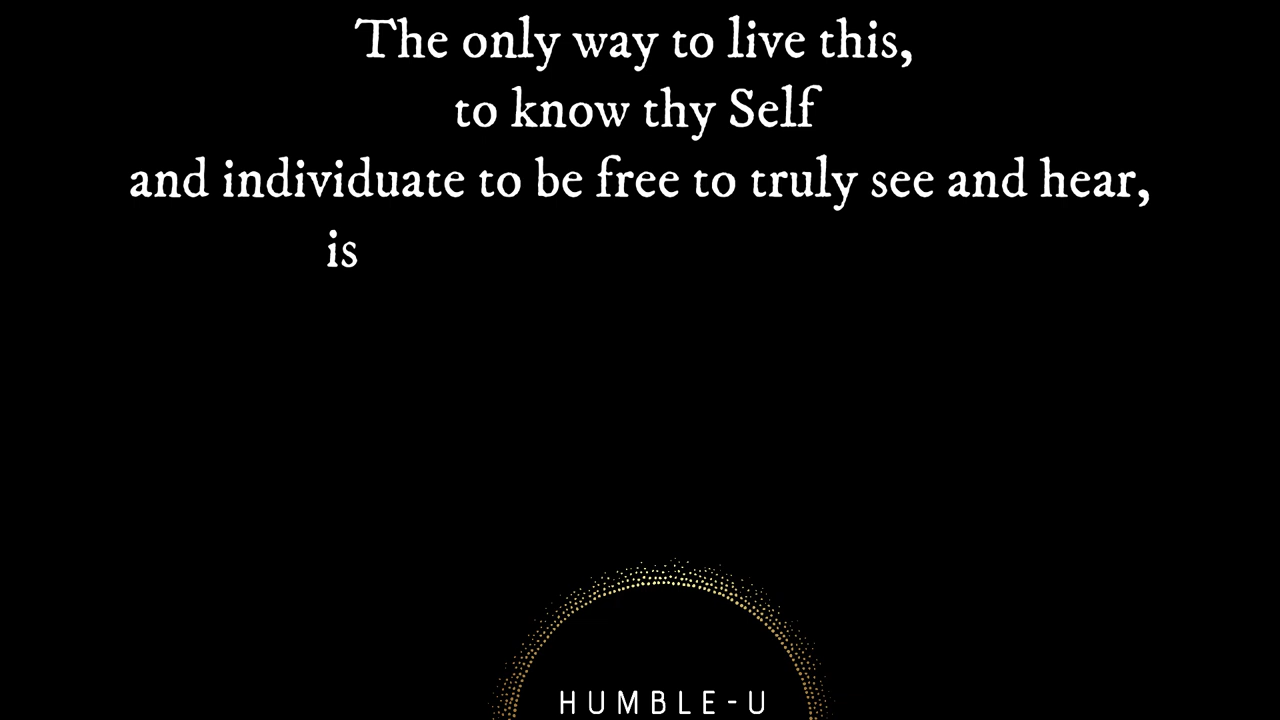 The only way to live this,
to know thy Self
and individuate to be free to truly see and hear,
is
HUMBLE-U